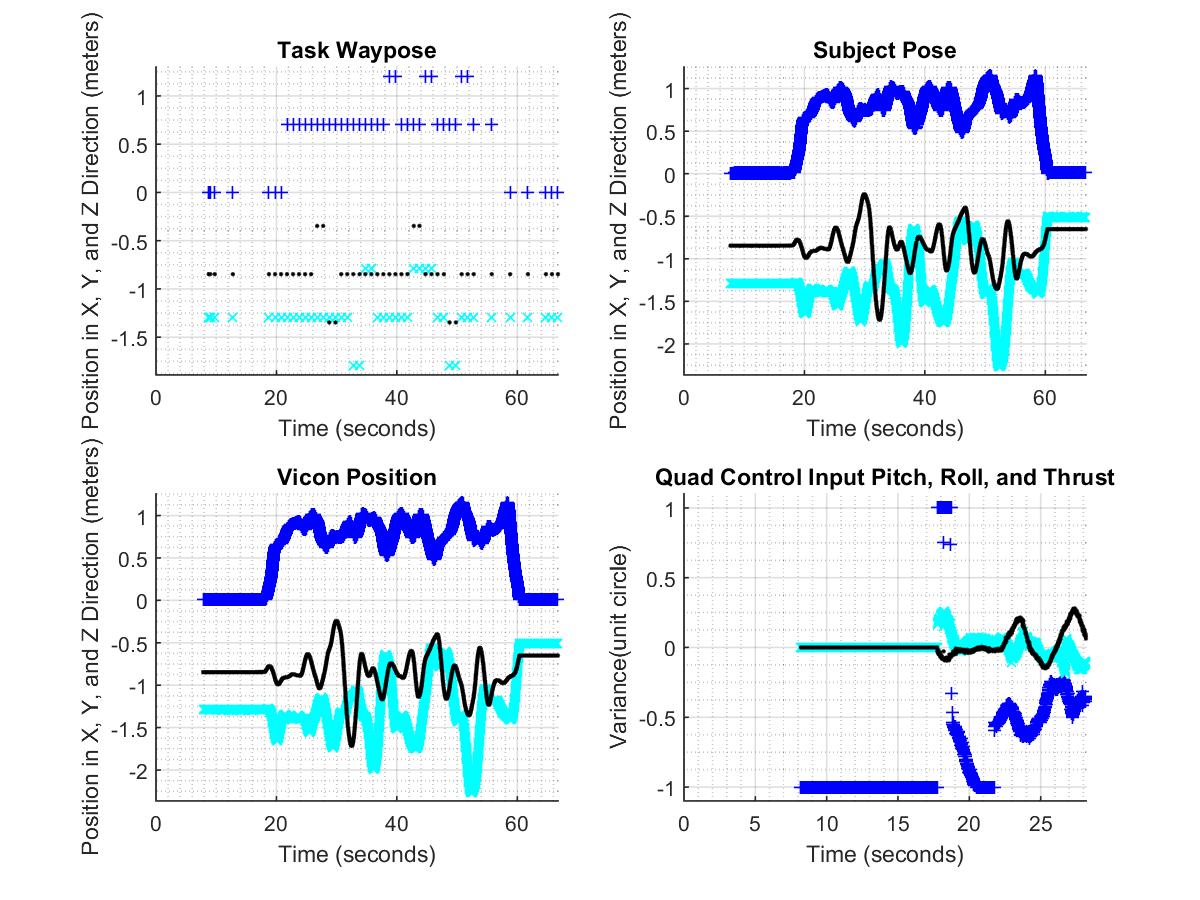 Task Waypose
Position in X, Y, and Z Direction (meters)
1
0.5
0
-0.5
-1
-1.5
0 20 40 60
Time (seconds)
Subject Pose
Position in X, Y, and Z Direction (meters)
1
0.5
0
-0.5
-1
-1.5
-2
0 20 40 60
Time (seconds)
Vicon Position
Position in X, Y, and Z Direction (meters)
1
0.5
0
-0.5
-1
-1.5
-2
0 20 40 60
Time (seconds)
Quad Control Input Pitch, Roll, and Thrust
Variance(unit circle)
1
0.5
0
-0.5
-1
0 5 10 15 20 25
Time (seconds)